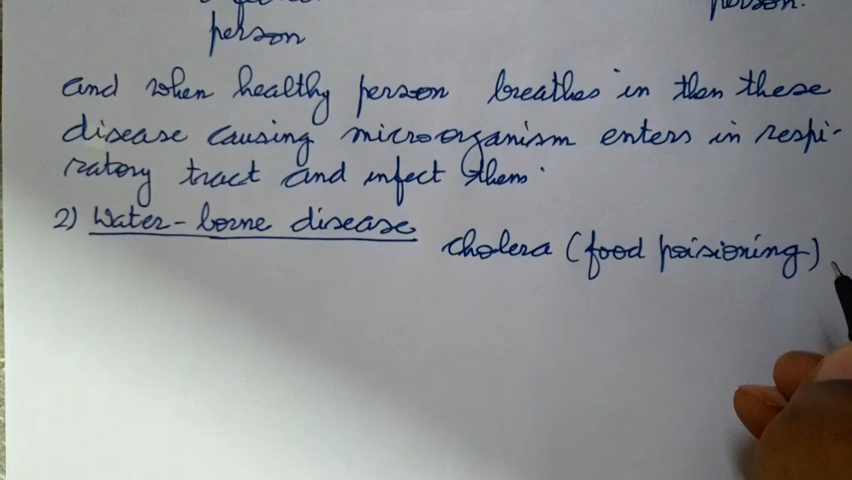 person.
person
and when healthy person breathes in then these
disease causing microorganism enters in respi-
ratory tract and infect them.
2) Water-borne disease
cholera (food poisioning)